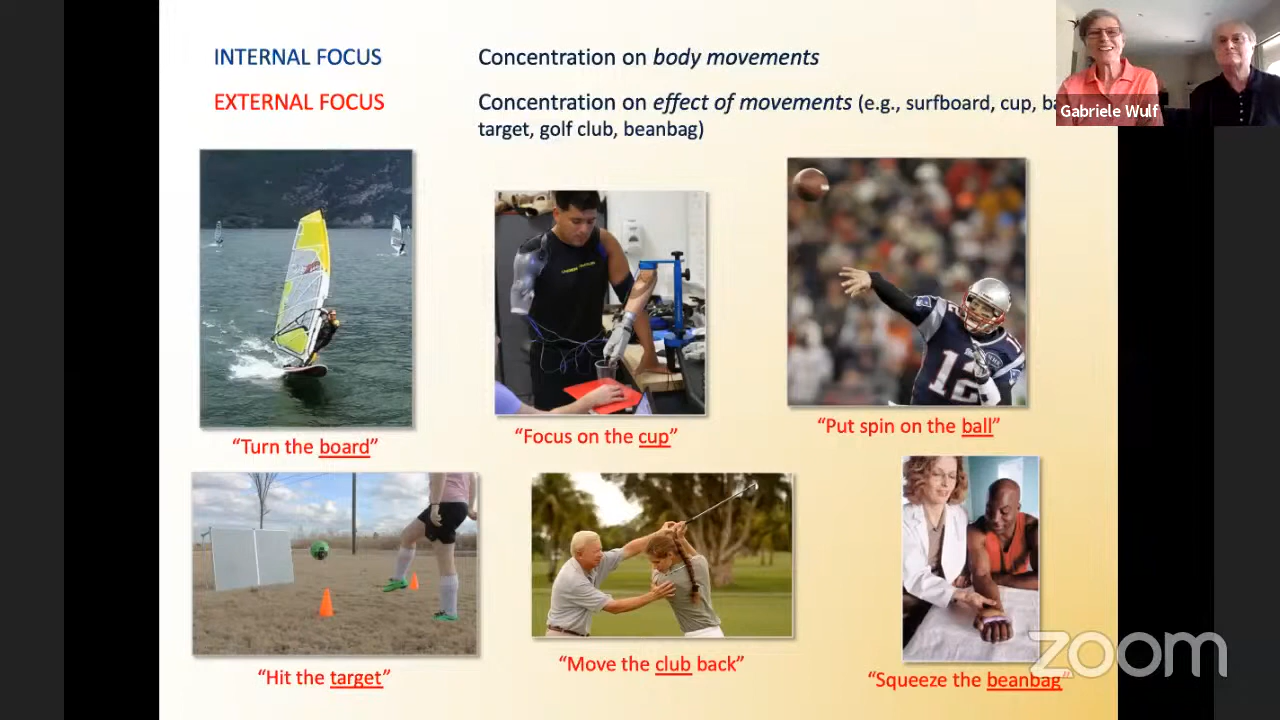 INTERNAL FOCUS
Concentration on body movements
EXTERNAL FOCUS
Concentration on effect of movements (e.g., surfboard, cup, ba
target, golf club, beanbag)
Gabriele Wulf
12
“Turn the board”
“Focus on the cup”
“Put spin on the ball”
“Hit the target”
“Move the club back”
“Squeeze the beanbag”
zoom